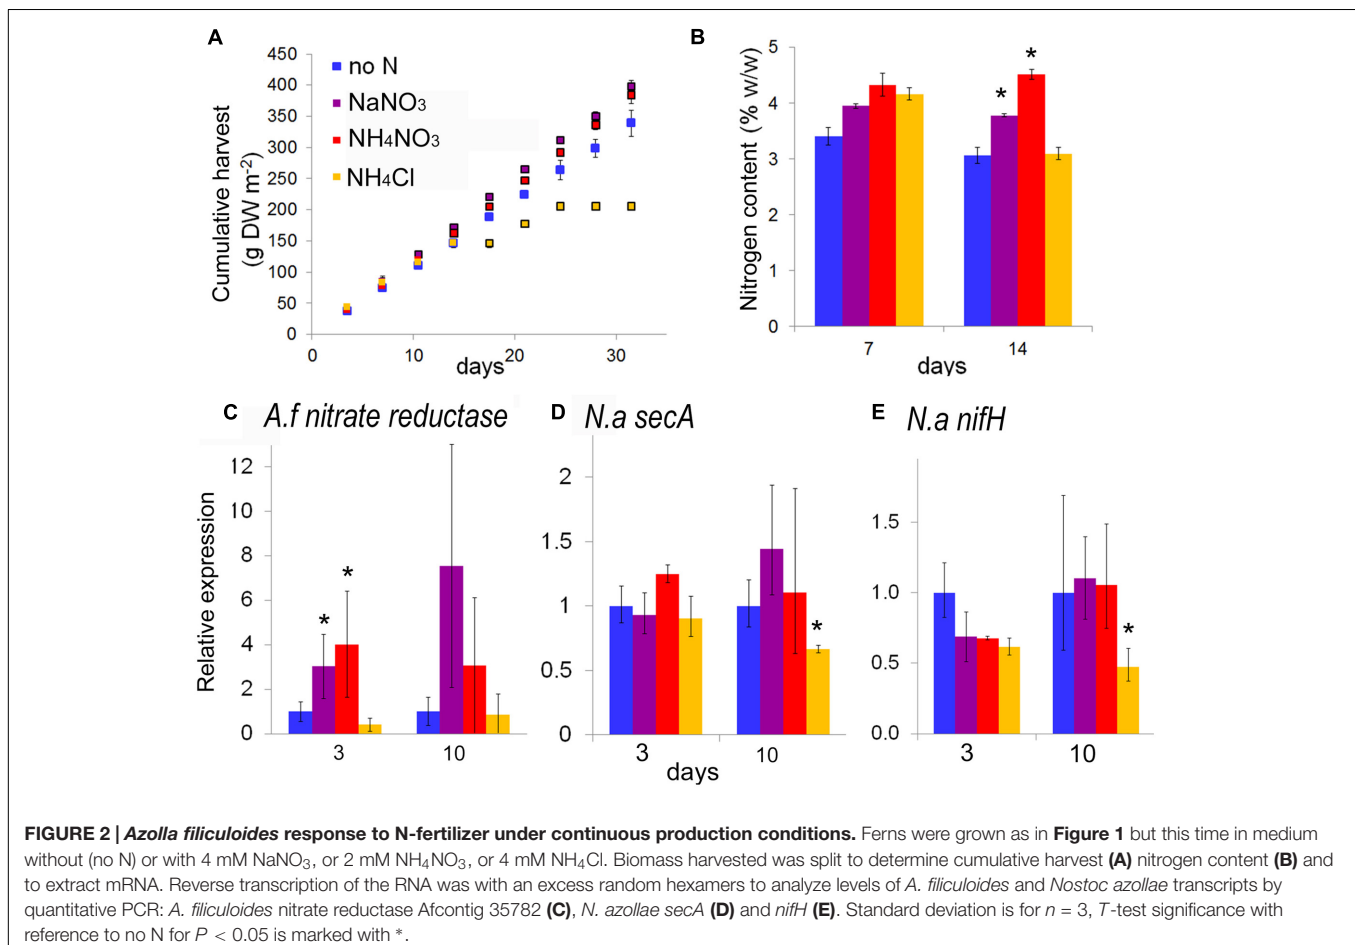 A
450
400
350
300
250
200
150
100
50
0
Cumulative harvest
(g DW m-2)
no N
NaNO3
NH4NO3
NH4Cl
0 10 20 30
days
B
5
4
3
2
1
0
Nitrogen content (% w/w)
* *
7 14
days
C A.f nitrate reductase
12
10
8
6
4
2
0
Relative expression
* *
3 10
D N.a secA
2
1.5
1
0.5
0
*
3 10
days
E N.a nifH
1.5
1.0
0.5
0.0
*
3 10
FIGURE 2 | Azolla filiculoides response to N-fertilizer under continuous production conditions. Ferns were grown as in Figure 1 but this time in medium
without (no N) or with 4 mM NaNO3, or 2 mM NH4NO3, or 4 mM NH4Cl. Biomass harvested was split to determine cumulative harvest (A) nitrogen content (B) and
to extract mRNA. Reverse transcription of the RNA was with an excess random hexamers to analyze levels of A. filiculoides and Nostoc azollae transcripts by
quantitative PCR: A. filiculoides nitrate reductase Afcontig 35782 (C), N. azollae secA (D) and nifH (E). Standard deviation is for n = 3, T-test significance with
reference to no N for P < 0.05 is marked with *.